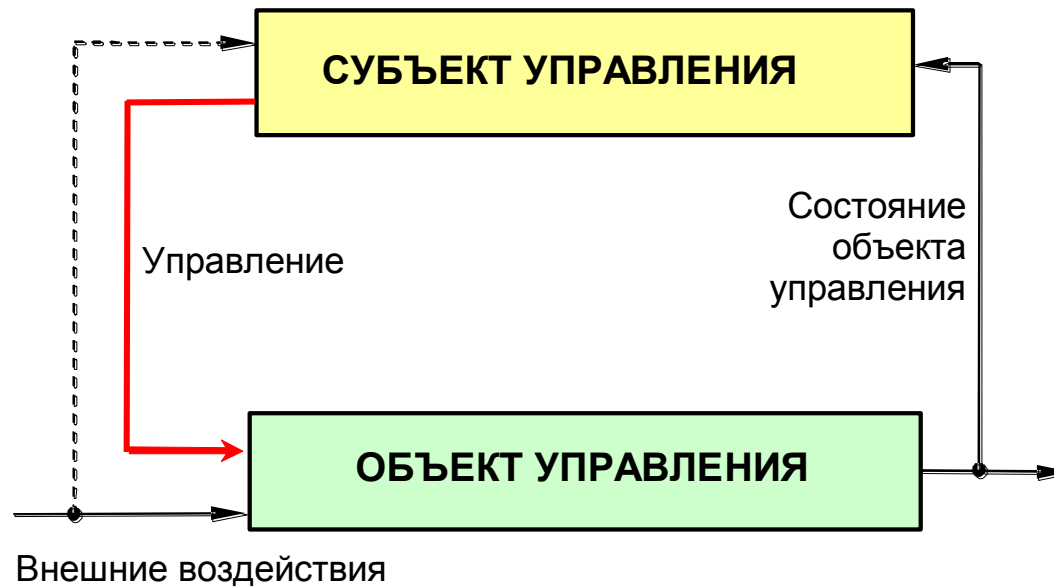 СУБЪЕКТ УПРАВЛЕНИЯ
Управление
Состояние
объекта
управления
ОБЪЕКТ УПРАВЛЕНИЯ
Внешние воздействия